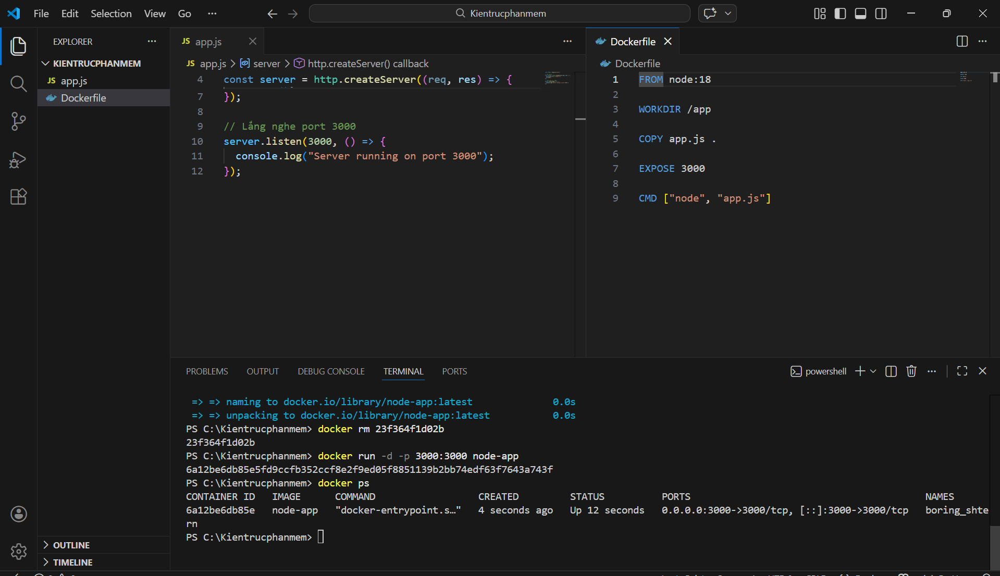 File Edit Selection View Go ···
Kientrucphanmem
EXPLORER
KIENTRUCPHANMEM
JS app.js
Dockerfile
OUTLINE
TIMELINE
JS app.js
JS app.js > server > http.createServer() callback
4 const server = http.createServer((req, res) => {
7 });
8
9 // Lắng nghe port 3000
10 server.listen(3000, () => {
11 console.log("Server running on port 3000");
12 });
Dockerfile
Dockerfile
1 FROM node:18
2
3 WORKDIR /app
4
5 COPY app.js .
6
7 EXPOSE 3000
8
9 CMD ["node", "app.js"]
PROBLEMS OUTPUT DEBUG CONSOLE TERMINAL PORTS
powershell
=> => naming to docker.io/library/node-app:latest 0.0s
=> => unpacking to docker.io/library/node-app:latest 0.0s
PS C:\Kientrucphanmem> docker rm 23f364f1d02b
23f364f1d02b
PS C:\Kientrucphanmem> docker run -d -p 3000:3000 node-app
6a12be6db85e5fd9ccfb352ccf8e2f9ed05f8851139b2bb74edf63f7643a743f
PS C:\Kientrucphanmem> docker ps
CONTAINER ID IMAGE COMMAND CREATED STATUS PORTS NAMES
6a12be6db85e node-app "docker-entrypoint.s…" 4 seconds ago Up 12 seconds 0.0.0.0:3000->3000/tcp, [::]:3000->3000/tcp boring_shte
rn
PS C:\Kientrucphanmem>